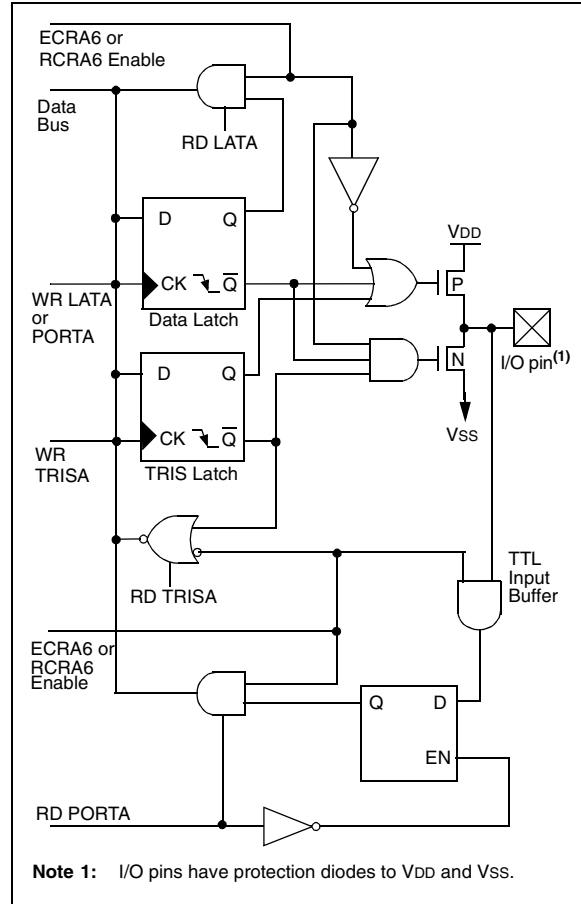 ECRA6 or
RCRA6 Enable
Data
Bus
RD LATA
D Q
VDD
P
WR LATA
or
PORTA
CK Q
Data Latch
I/O pin(1)
N
D Q
VSS
WR
TRISA
CK Q
TRIS Latch
TTL
Input
Buffer
RD TRISA
ECRA6 or
RCRA6
Enable
Q D
EN
RD PORTA
Note 1: I/O pins have protection diodes to VDD and VSS.